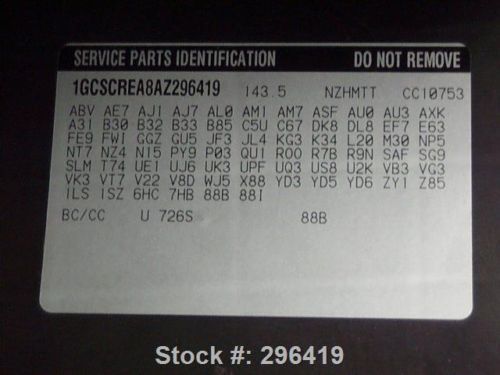 SERVICE PARTS IDENTIFICATION DO NOT REMOVE
1GCSCREA8AZ296419 143.5 NZHMTT CC10753
ABV AE7 AJ1 AJ7 AL0 AM1 AM7 ASF AU0 AU3 AXK
A31 B30 B32 B33 B85 C5U C67 DK8 DL8 EF7 E63
FE9 FWI GGZ GU5 JF3 JL4 KG3 K34 L20 M30 NP5
NT7 NZ4 N15 PY9 P03 QU1 R00 R7B R9N SAF SG9
SLM T74 UE1 UJ6 UK3 UPF UQ3 US8 U2K VB3 VG3
VK3 VT7 V22 V8D WJ5 X88 YD3 YD5 YD6 ZY1 Z85
1LS 1SZ 6HC 7HB 88B 88I
BC/CC U 726S 88B
Stock #: 296419